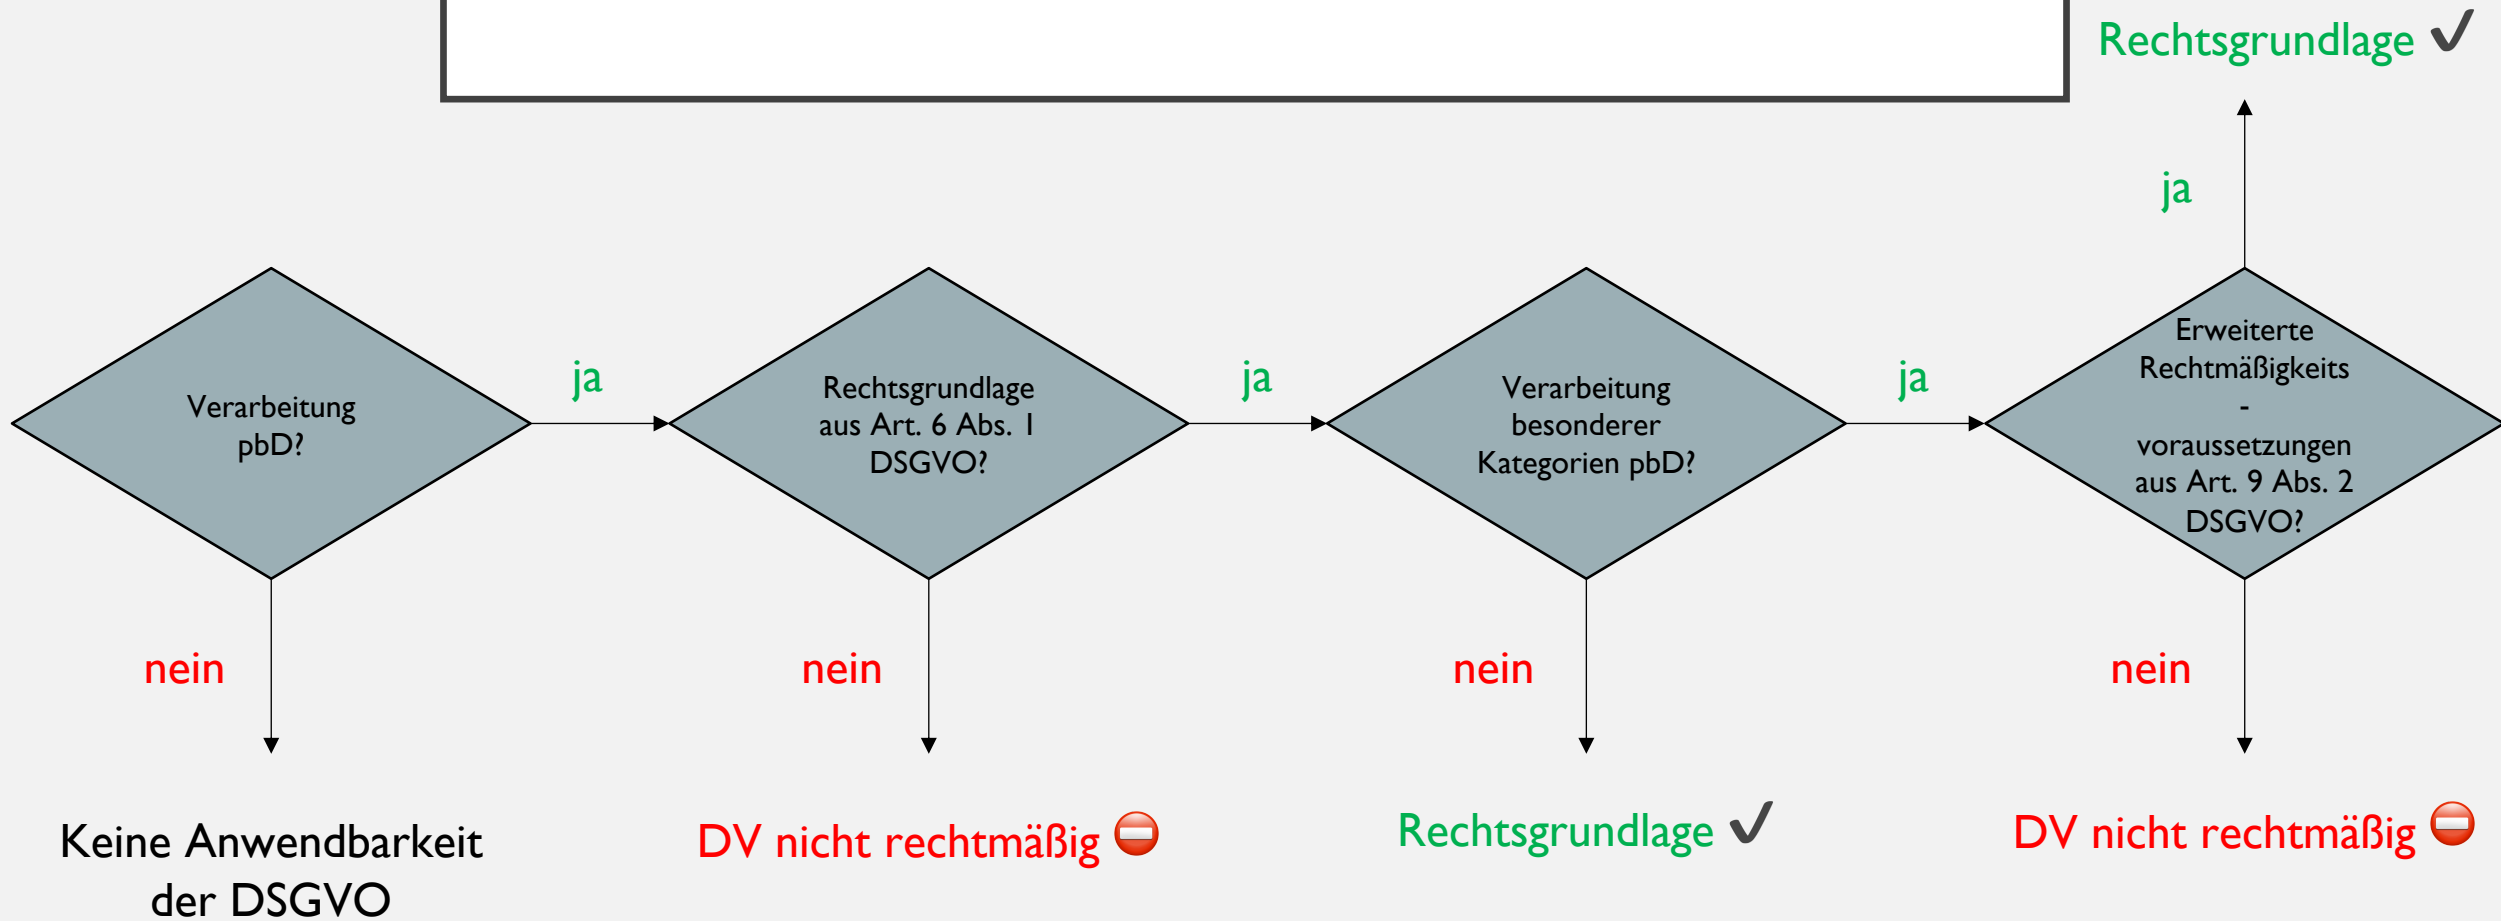 Rechtsgrundlage ✔
ja
Verarbeitung
pbD?
ja
Rechtsgrundlage
aus Art. 6 Abs. 1
DSGVO?
ja
Verarbeitung
besonderer
Kategorien pbD?
ja
Erweiterte
Rechtmäßigkeits
-
voraussetzungen
aus Art. 9 Abs. 2
DSGVO?
nein
nein
nein
nein
Keine Anwendbarkeit
der DSGVO
DV nicht rechtmäßig ⛔
Rechtsgrundlage ✔
DV nicht rechtmäßig ⛔